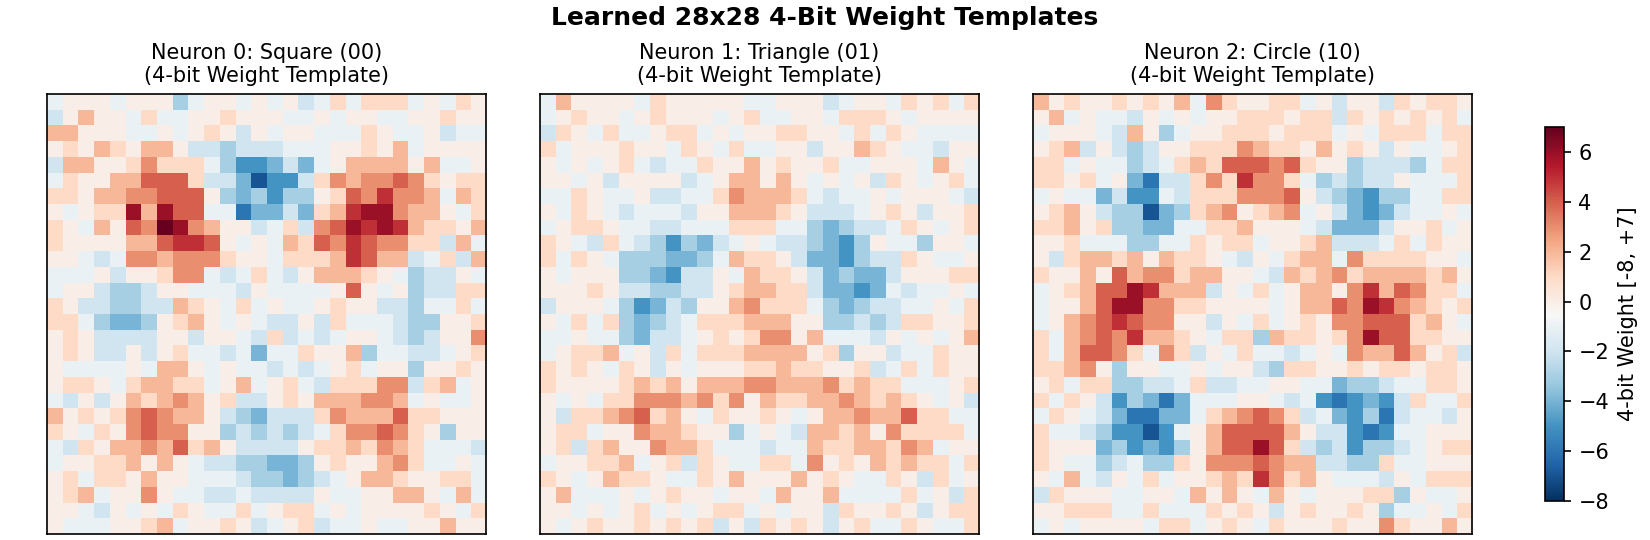 Learned 28x28 4-Bit Weight Templates
Neuron 0: Square (00)
(4-bit Weight Template)
Neuron 1: Triangle (01)
(4-bit Weight Template)
Neuron 2: Circle (10)
(4-bit Weight Template)
6
4
2
0
−2
−4
−6
−8
4-bit Weight [-8, +7]